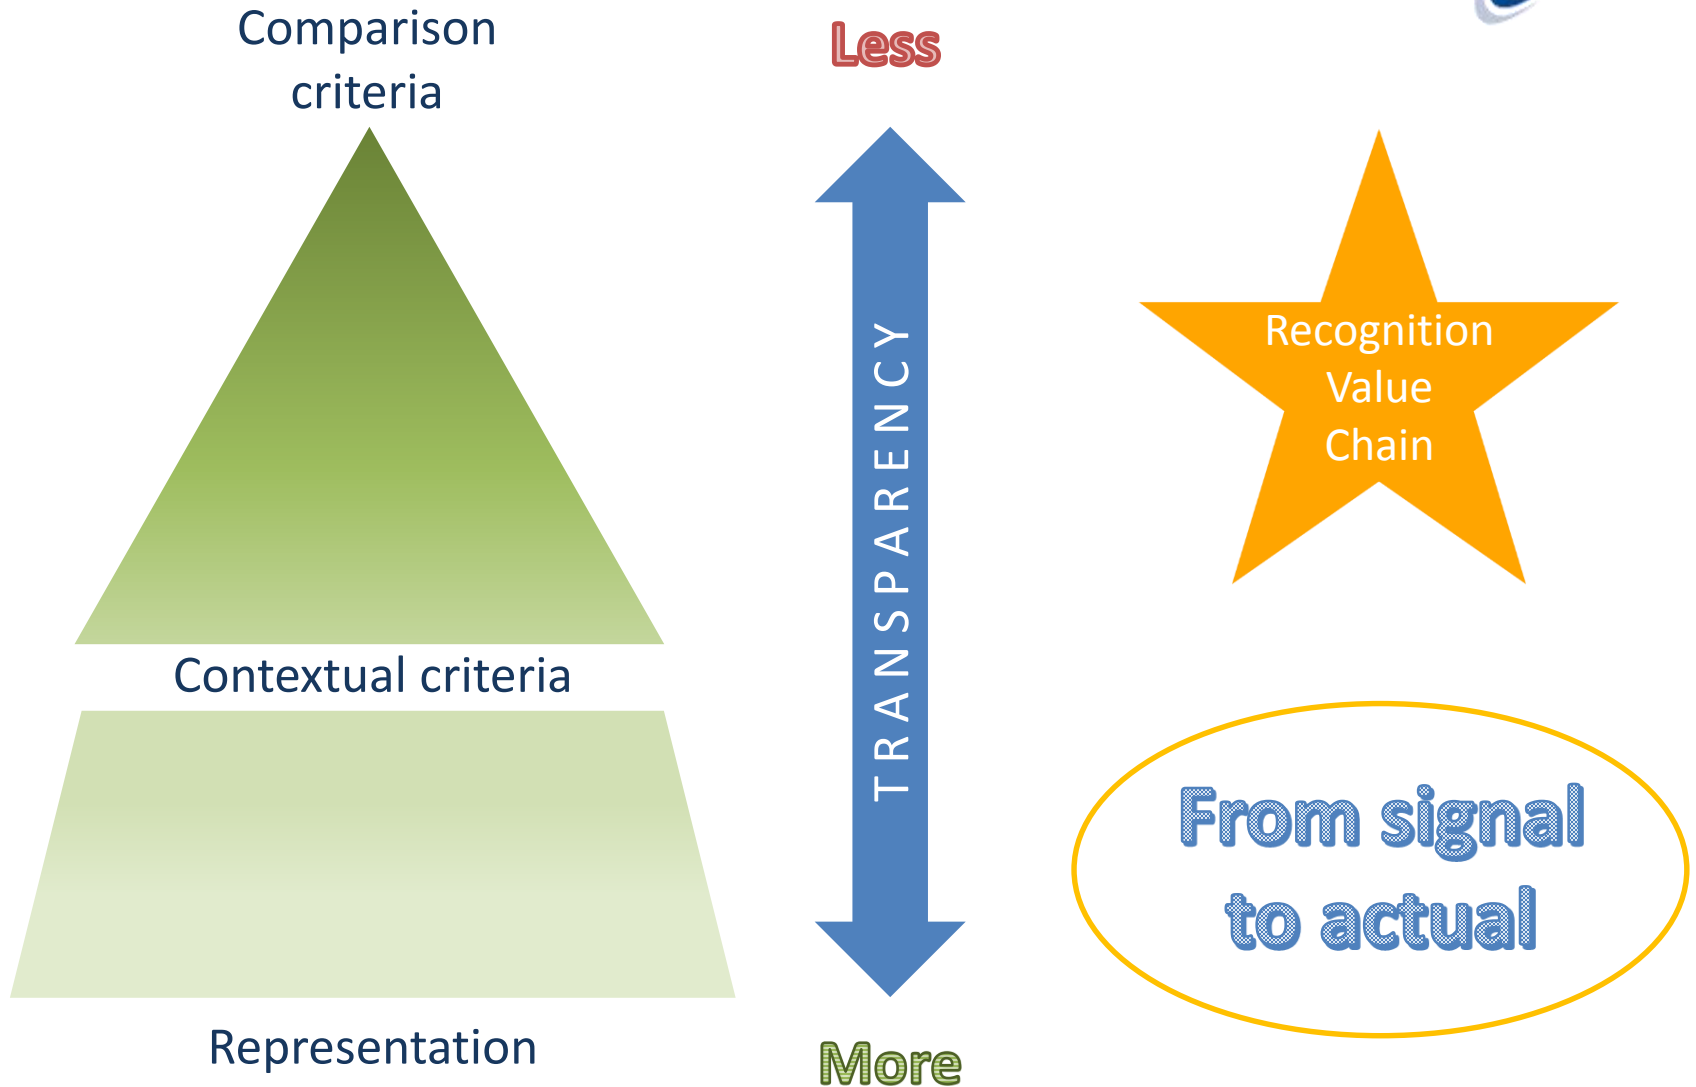 Comparison
criteria
Contextual criteria
Representation
Less
TRANSPARENCY
More
Recognition
Value
Chain
From signal
to actual